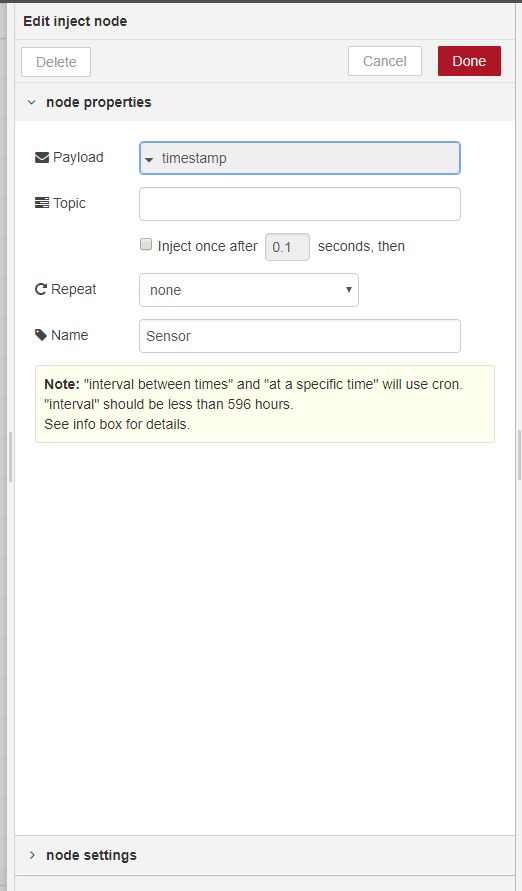 Edit inject node
Delete Cancel Done
node properties
Payload timestamp
Topic
Inject once after 0.1 seconds, then
Repeat none
Name Sensor
Note: "interval between times" and "at a specific time" will use cron.
"interval" should be less than 596 hours.
See info box for details.
node settings